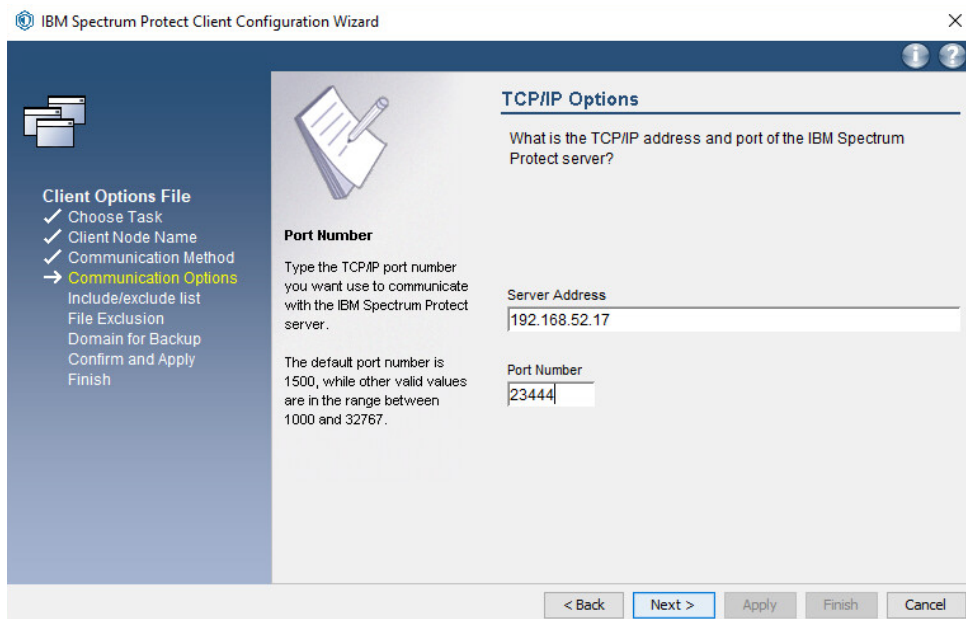 IBM Spectrum Protect Client Configuration Wizard
Client Options File
Choose Task
Client Node Name
Communication Method
Communication Options
Include/exclude list
File Exclusion
Domain for Backup
Confirm and Apply
Finish
Port Number
Type the TCP/IP port number
you want use to communicate
with the IBM Spectrum Protect
server.
The default port number is
1500, while other valid values
are in the range between
1000 and 32767.
TCP/IP Options
What is the TCP/IP address and port of the IBM Spectrum
Protect server?
Server Address
192.168.52.17
Port Number
23444
< Back
Next >
Apply
Finish
Cancel